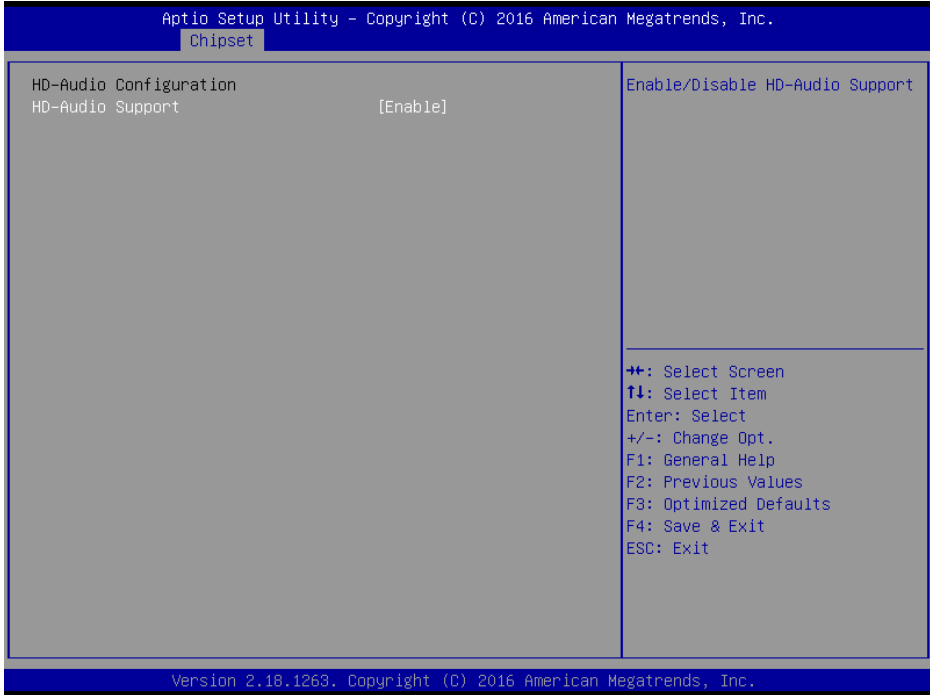 Aptio Setup Utility – Copyright (C) 2016 American Megatrends, Inc.
Chipset
HD-Audio Configuration
HD-Audio Support [Enable]
Enable/Disable HD-Audio Support
→←: Select Screen
↑↓: Select Item
Enter: Select
+/-: Change Opt.
F1: General Help
F2: Previous Values
F3: Optimized Defaults
F4: Save & Exit
ESC: Exit
Version 2.18.1263. Copyright (C) 2016 American Megatrends, Inc.